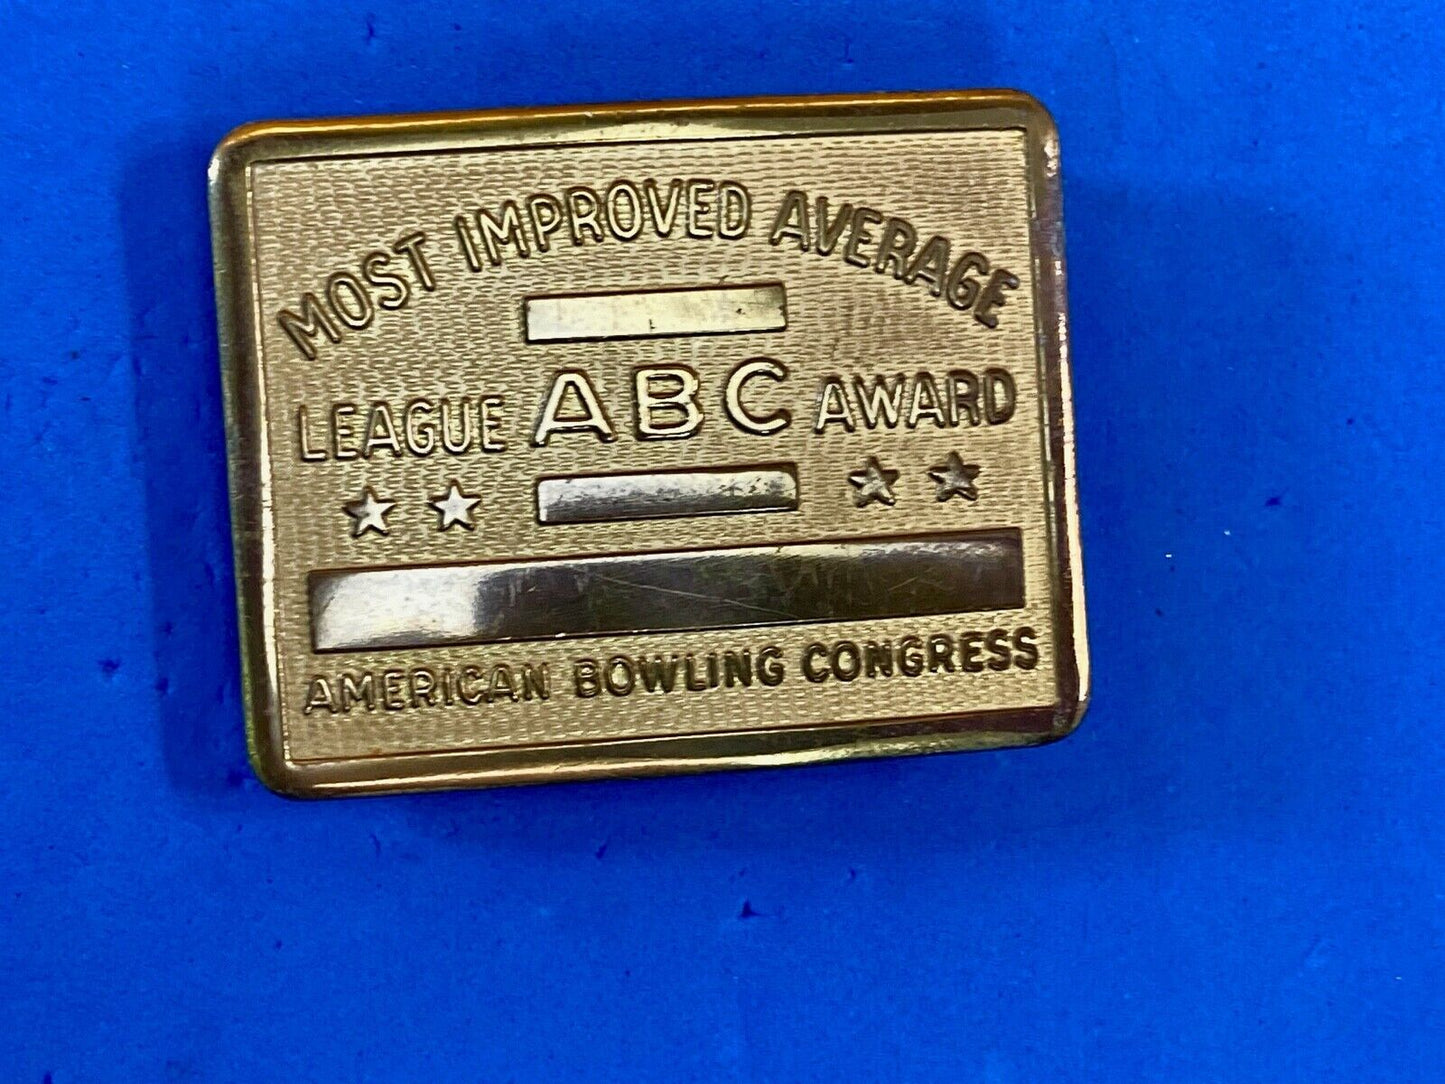 MOST IMPROVED AVERAGE
LEAGUE ABC AWARD
AMERICAN BOWLING CONGRESS